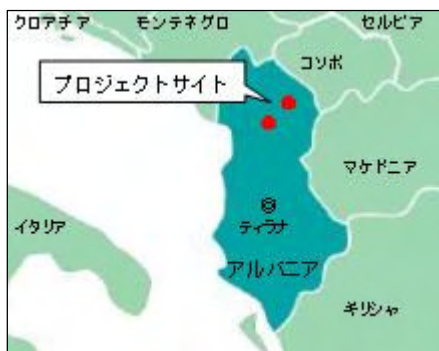 クロアチア
モンテネグロ
セルビア
コソボ
プロジェクトサイト
マケドニア
イタリア
ティラナ
アルバニア
ギリシャ